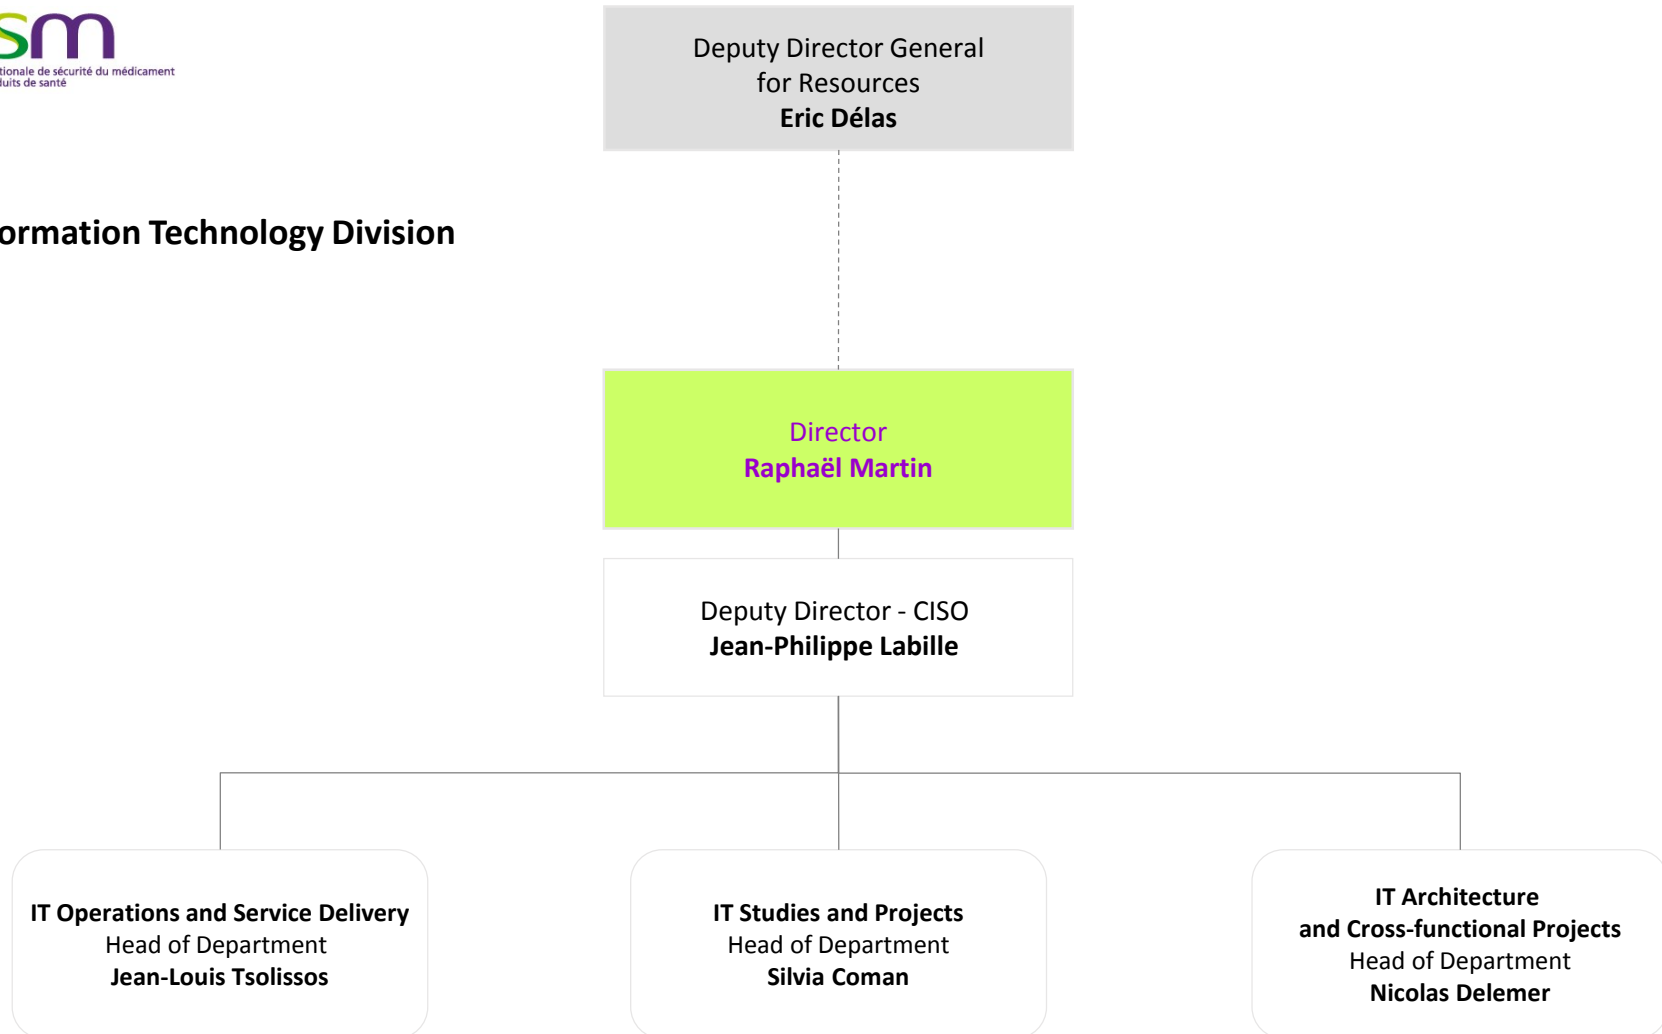 sm
tionale de sécurité du médicament
duits de santé
Deputy Director General
for Resources
Eric Délas
ormation Technology Division
Director
Raphaël Martin
Deputy Director - CISO
Jean-Philippe Labille
IT Operations and Service Delivery
Head of Department
Jean-Louis Tsolissos
IT Studies and Projects
Head of Department
Silvia Coman
IT Architecture
and Cross-functional Projects
Head of Department
Nicolas Delemer